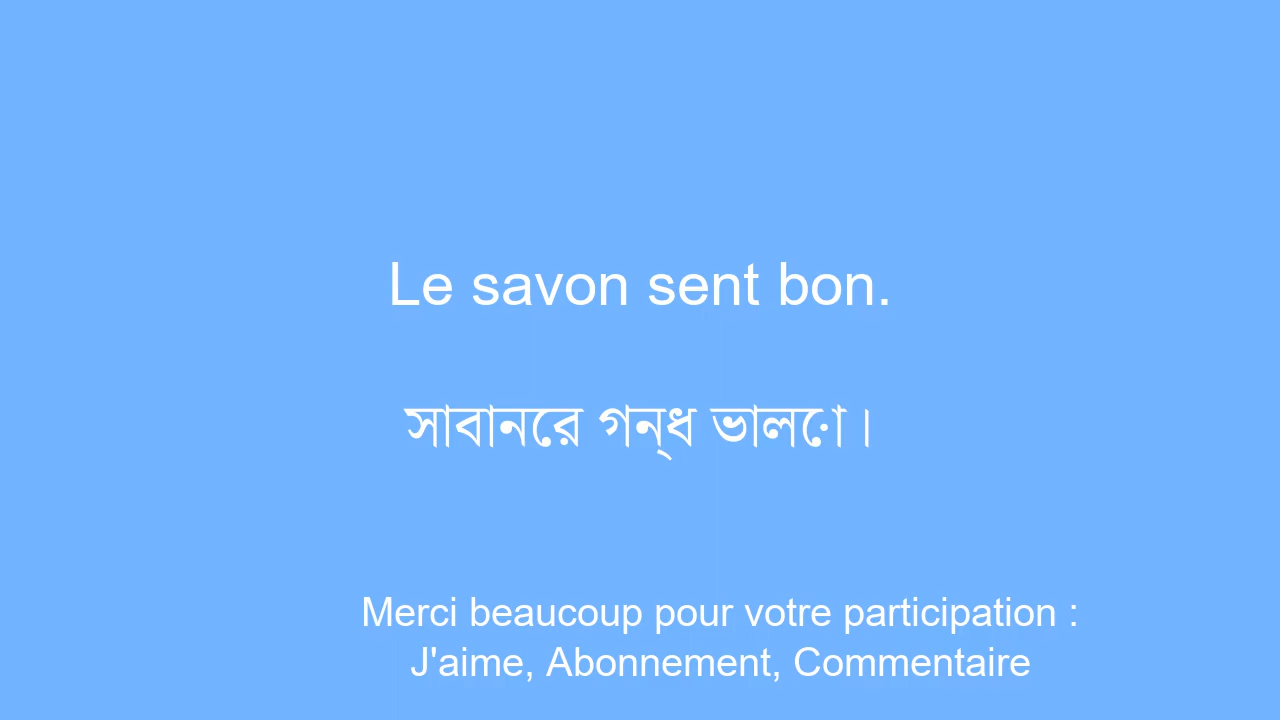 Le savon sent bon.
সাবানের গন্ধ ভালো।
Merci beaucoup pour votre participation :
J'aime, Abonnement, Commentaire